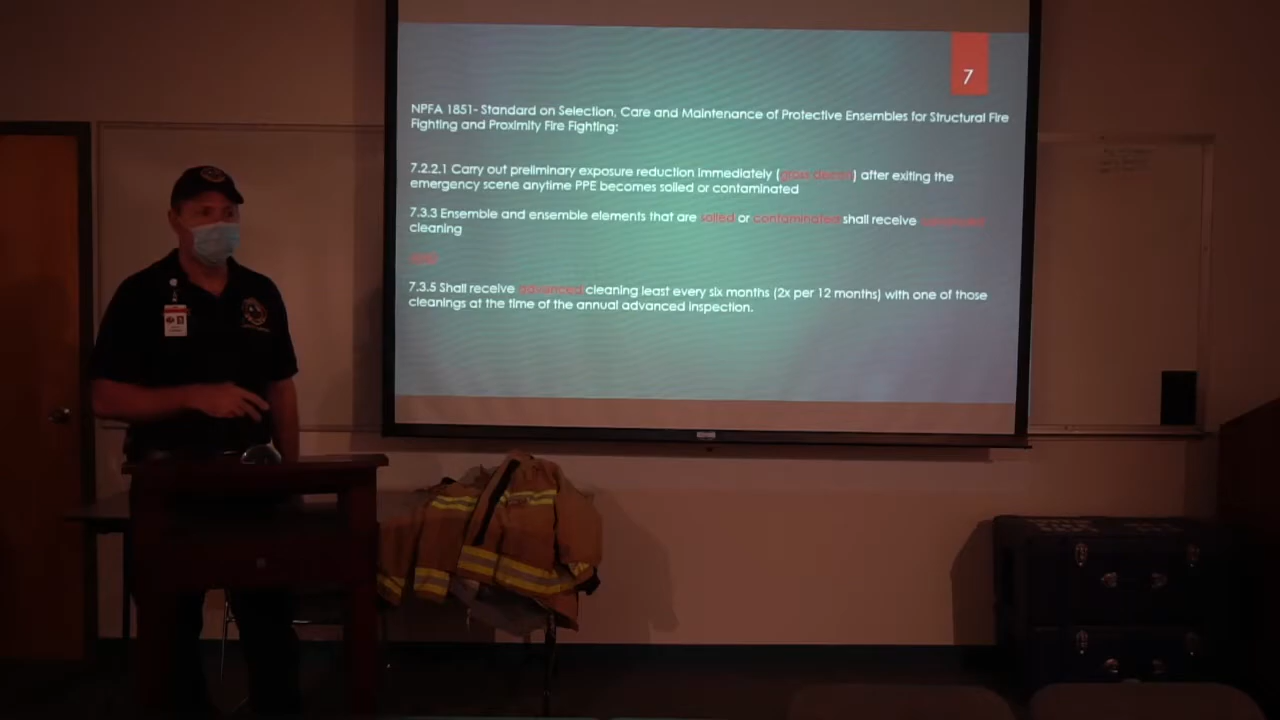 7
NPFA 1851- Standard on Selection, Care and Maintenance of Protective Ensembles for Structural Fire
Fighting and Proximity Fire Fighting:
7.2.2.1 Carry out preliminary exposure reduction immediately (gross decon) after exiting the
emergency scene anytime PPE becomes soiled or contaminated
7.3.3 Ensemble and ensemble elements that are soiled or contaminated shall receive
cleaning
7.3.5 Shall receive advanced cleaning least every six months (2x per 12 months) with one of those
cleanings at the time of the annual advanced inspection.